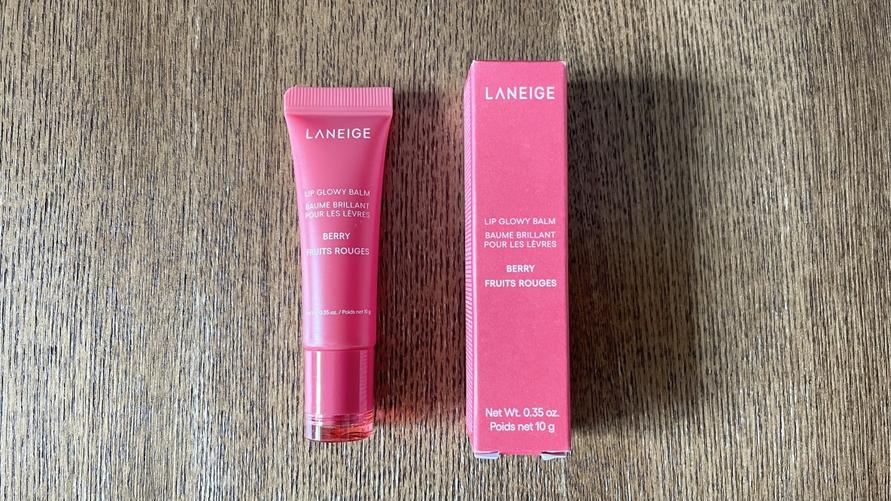 LANEIGE
LIP GLOWY BALM
BAUME BRILLANT
POUR LES LÈVRES
BERRY
FRUITS ROUGES
0.35 oz. / Poids net 10 g
LANEIGE
LIP GLOWY BALM
BAUME BRILLANT
POUR LES LÈVRES
BERRY
FRUITS ROUGES
Net Wt. 0.35 oz.
Poids net 10 g